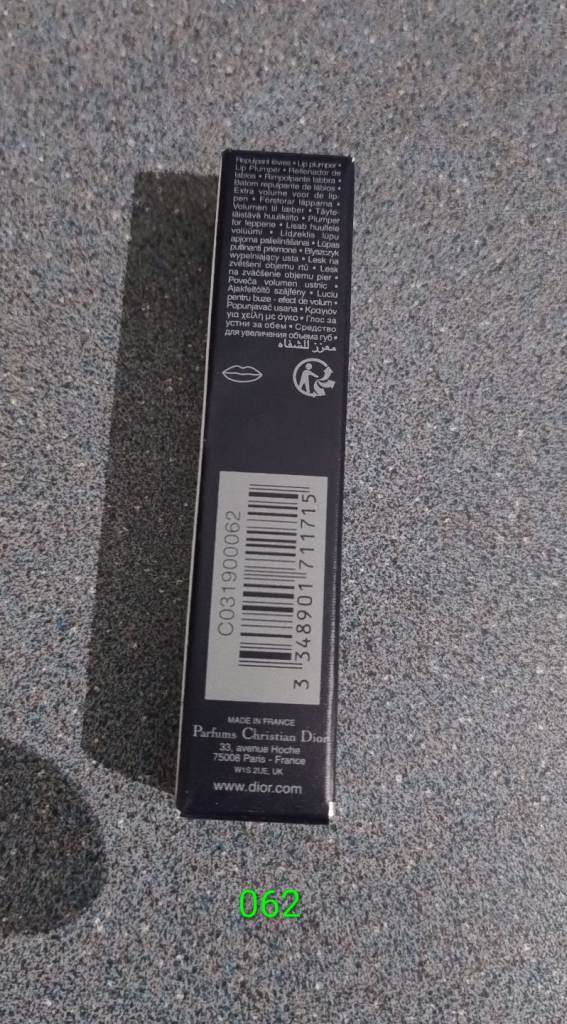 Repulpant lèvres • Lip plumper •
Lip Plumper • Rellenador de
labios • Rimpolpante labbra •
Batom repulpante de lábios •
Extra volume voor de lip-
pen • Förstorar läpparna •
Volumen til læber • Täyte-
läistävä huulikiilto • Plumper
for leppene • Lisab huultele
volüümi • Līdzeklis lūpu
apjoma palielināšanai • Lūpas
putlinanti priemonė • Błyszczyk
wypełniający usta • Lesk na
zvětšení objemu rtů • Lesk
na zväčšenie objemu pier •
Poveča volumen ustnic •
Ajakfeltöltő szájfény • Luciu
pentru buze - efect de volum •
Popunjavač usana • Κραγιόν
για χείλη με όγκο • Гланс за
устни за обем • Средство
для увеличения объема губ •
معزز للشفاه
C031900062
3 348901 711715
MADE IN FRANCE
Parfums Christian Dior
33, avenue Hoche
75008 Paris - France
W1S 2UE, UK
www.dior.com
062